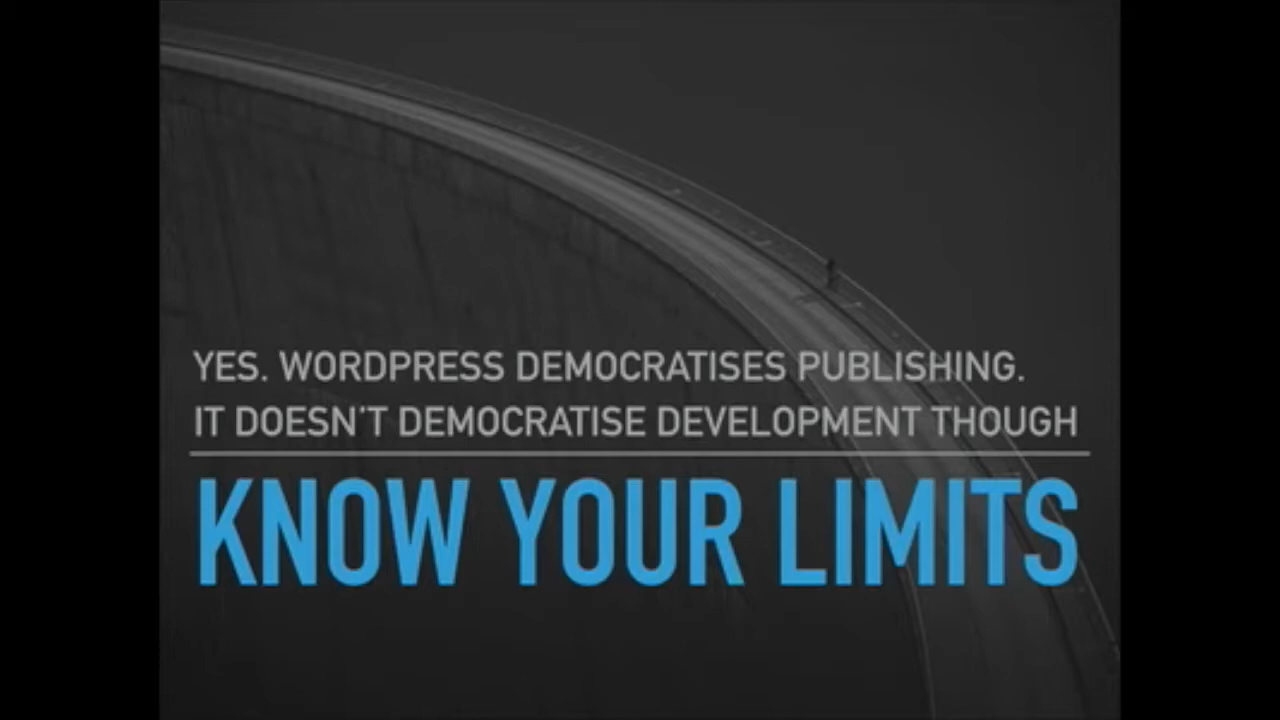 YES. WORDPRESS DEMOCRATISES PUBLISHING.
IT DOESN'T DEMOCRATISE DEVELOPMENT THOUGH
KNOW YOUR LIMITS